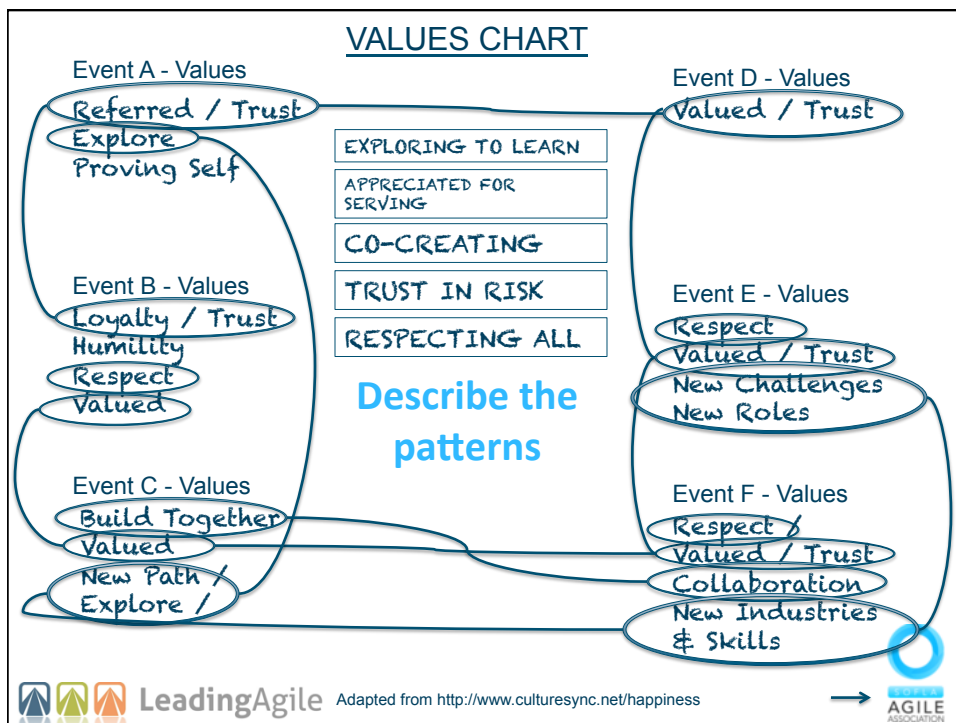 VALUES CHART
Event A - Values
Referred / Trust
Explore
Proving Self
Event B - Values
Loyalty / Trust
Humility
Respect
Valued
Event C - Values
Build Together
Valued
New Path /
Explore /
EXPLORING TO LEARN
APPRECIATED FOR
SERVING
CO-CREATING
TRUST IN RISK
RESPECTING ALL
Describe the
patterns
Event D - Values
Valued / Trust
Event E - Values
Respect
Valued / Trust
New Challenges
New Roles
Event F - Values
Respect /
Valued / Trust
Collaboration
New Industries
& Skills
LeadingAgile
Adapted from http://www.culturesync.net/happiness
SOFLA
AGILE
ASSOCIATION